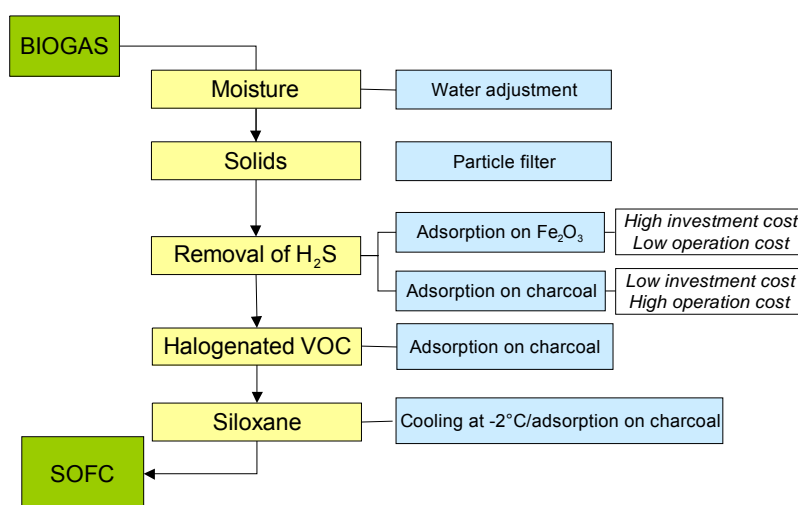 BIOGAS
Moisture
Water adjustment
Solids
Particle filter
Removal of H₂S
Adsorption on Fe₂O₃
High investment cost
Low operation cost
Adsorption on charcoal
Low investment cost
High operation cost
Halogenated VOC
Adsorption on charcoal
Siloxane
Cooling at -2°C/adsorption on charcoal
SOFC